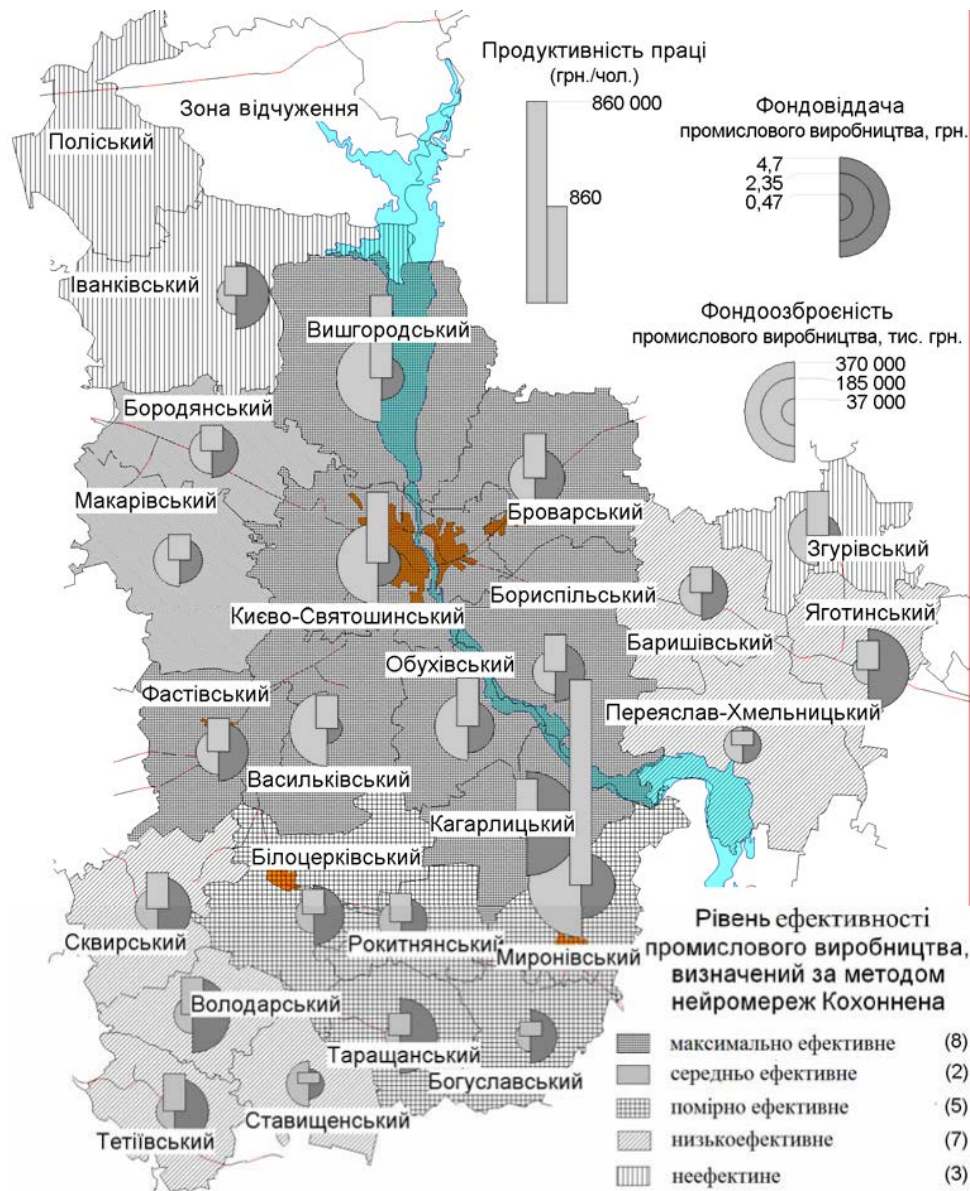 Продуктивність праці
(грн./чол.)
860 000
860
Фондовіддача
промислового виробництва, грн.
4,7
2,35
0,47
Фондоозброєність
промислового виробництва, тис. грн.
370 000
185 000
37 000
Зона відчуження
Поліський
Іванківський
Вишгородський
Бородянський
Макарівський
Броварський
Згурівський
Києво-Святошинський
Бориспільський
Баришівський
Яготинський
Обухівський
Фастівський
Переяслав-Хмельницький
Васильківський
Кагарлицький
Білоцерківський
Сквирський
Рокитнянський
Миронівський
Володарський
Таращанський
Богуславський
Ставищенський
Тетіївський
Рівень ефективності
промислового виробництва,
визначений за методом
нейромереж Кохоннена
максимально ефективне (8)
середньо ефективне (2)
помірно ефективне (5)
низькоефективне (7)
неефектине (3)